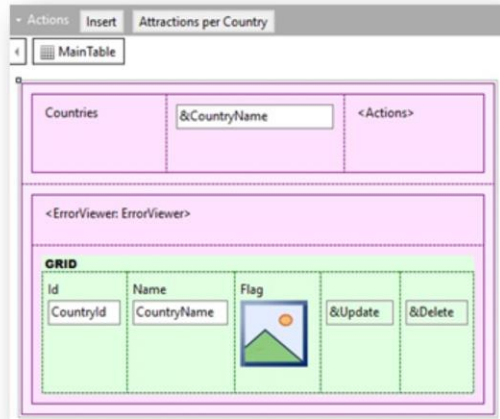 Actions Insert Attractions per Country
MainTable
Countries &CountryName <Actions>
<ErrorViewer: ErrorViewer>
GRID
Id Name Flag
CountryId CountryName &Update &Delete